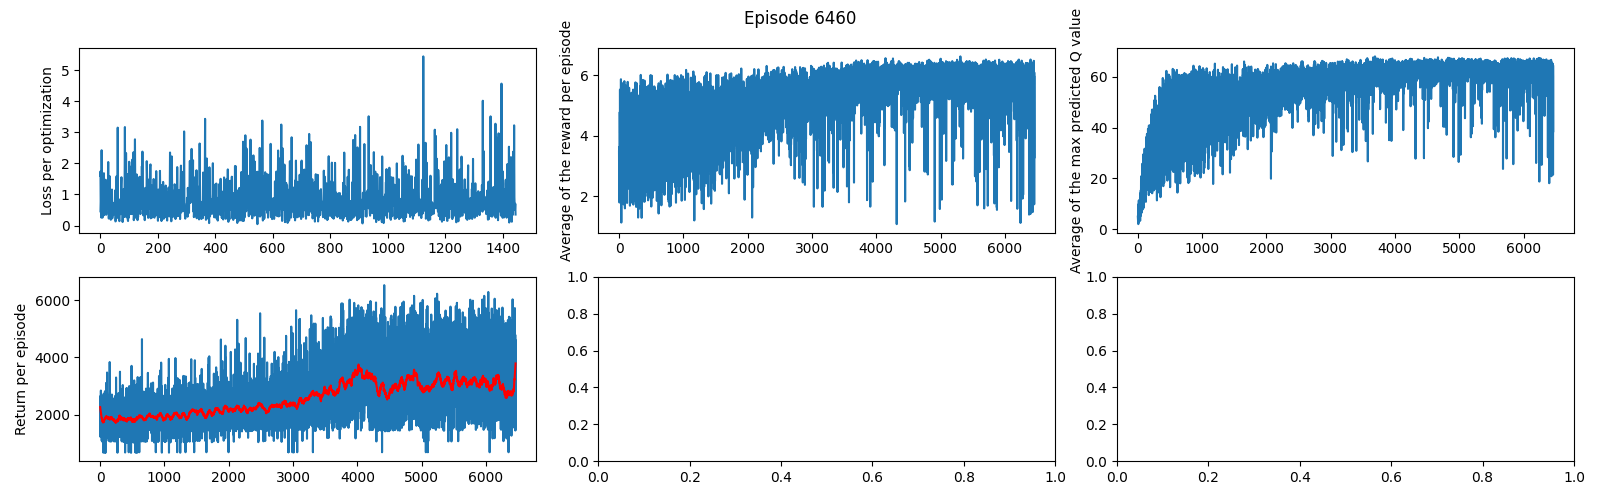 Episode 6460
Loss per optimization
5
4
3
2
1
0
0 200 400 600 800 1000 1200 1400
Average of the reward per episode
6
4
2
0 1000 2000 3000 4000 5000 6000
Average of the max predicted Q value
60
40
20
0
0 1000 2000 3000 4000 5000 6000
Return per episode
6000
4000
2000
0 1000 2000 3000 4000 5000 6000
1.0
0.8
0.6
0.4
0.2
0.0
0.0 0.2 0.4 0.6 0.8 1.0
1.0
0.8
0.6
0.4
0.2
0.0
0.0 0.2 0.4 0.6 0.8 1.0